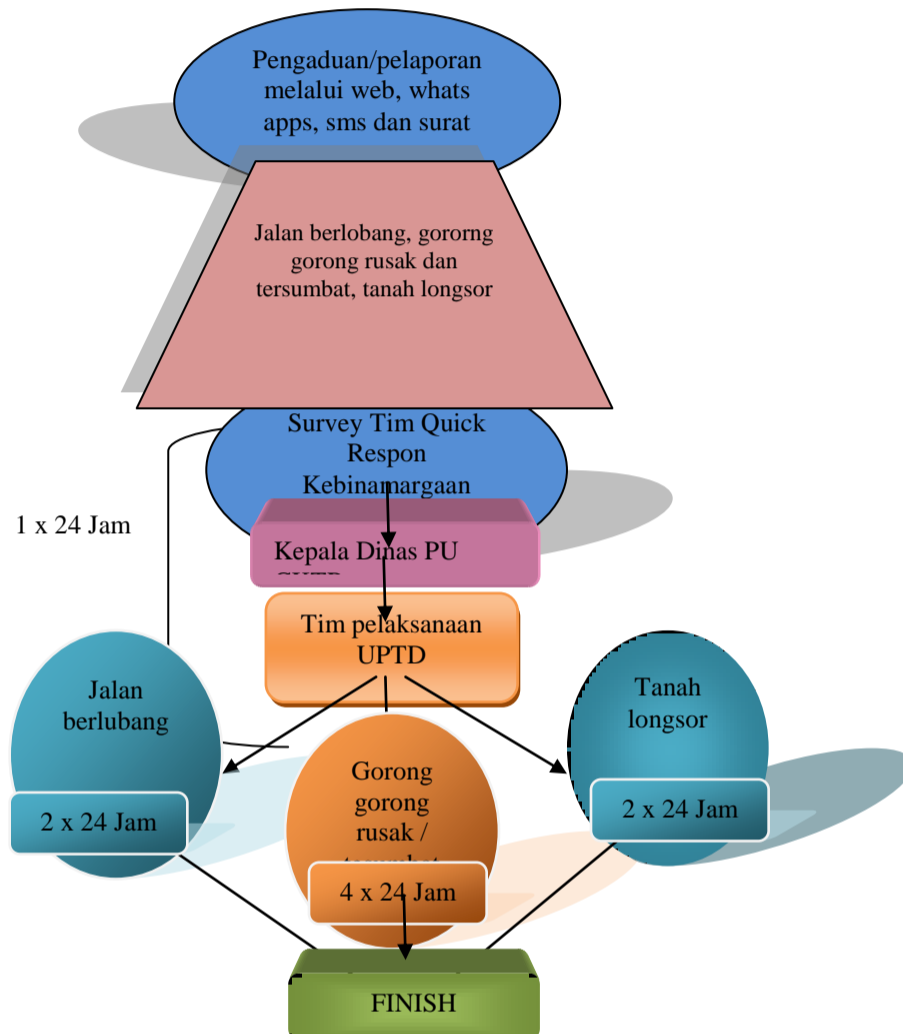 Pengaduan/pelaporan
melalui web, whats
apps, sms dan surat
Jalan berlobang, gororng
gorong rusak dan
tersumbat, tanah longsor
Survey Tim Quick
Respon
Kebinamargaan
1 x 24 Jam
Kepala Dinas PU
Tim pelaksanaan
UPTD
Jalan
berlubang
2 x 24 Jam
Gorong
gorong
rusak /
4 x 24 Jam
Tanah
longsor
2 x 24 Jam
FINISH